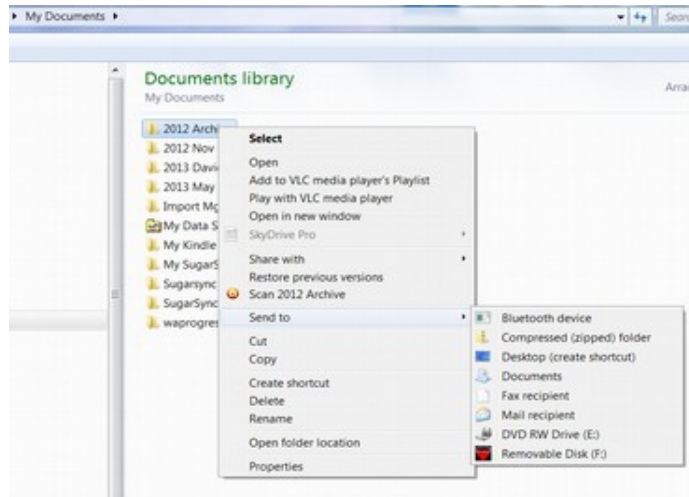 My Documents
Sear
Documents library
My Documents
Arra
2012 Archi
2012 Nov
2013 Davi
2013 May
Import Mg
My Data S
My Kindle
My SugarS
Sugarsync
SugarSync
waprogres
Select
Open
Add to VLC media player's Playlist
Play with VLC media player
Open in new window
SkyDrive Pro
Share with
Restore previous versions
Scan 2012 Archive
Send to
Cut
Copy
Create shortcut
Delete
Rename
Open folder location
Properties
Bluetooth device
Compressed (zipped) folder
Desktop (create shortcut)
Documents
Fax recipient
Mail recipient
DVD RW Drive (E:)
Removable Disk (F:)